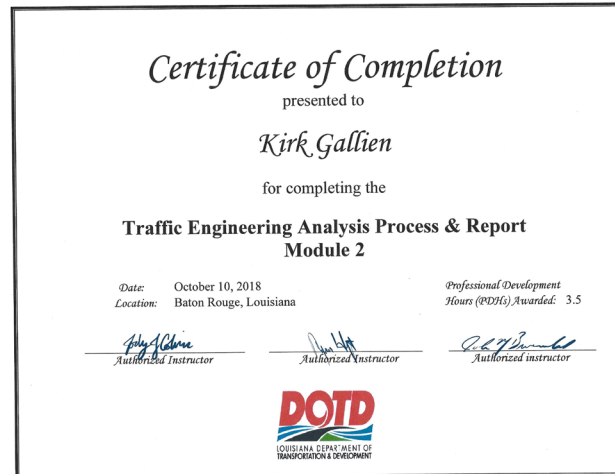 Certificate of Completion
presented to
Kirk Gallien
for completing the
Traffic Engineering Analysis Process & Report
Module 2
Date: October 10, 2018
Location: Baton Rouge, Louisiana
Professional Development
Hours (PDHs) Awarded: 3.5
Authorized Instructor
Authorized Instructor
Authorized instructor
DOTD
LOUISIANA DEPARTMENT OF
TRANSPORTATION & DEVELOPMENT